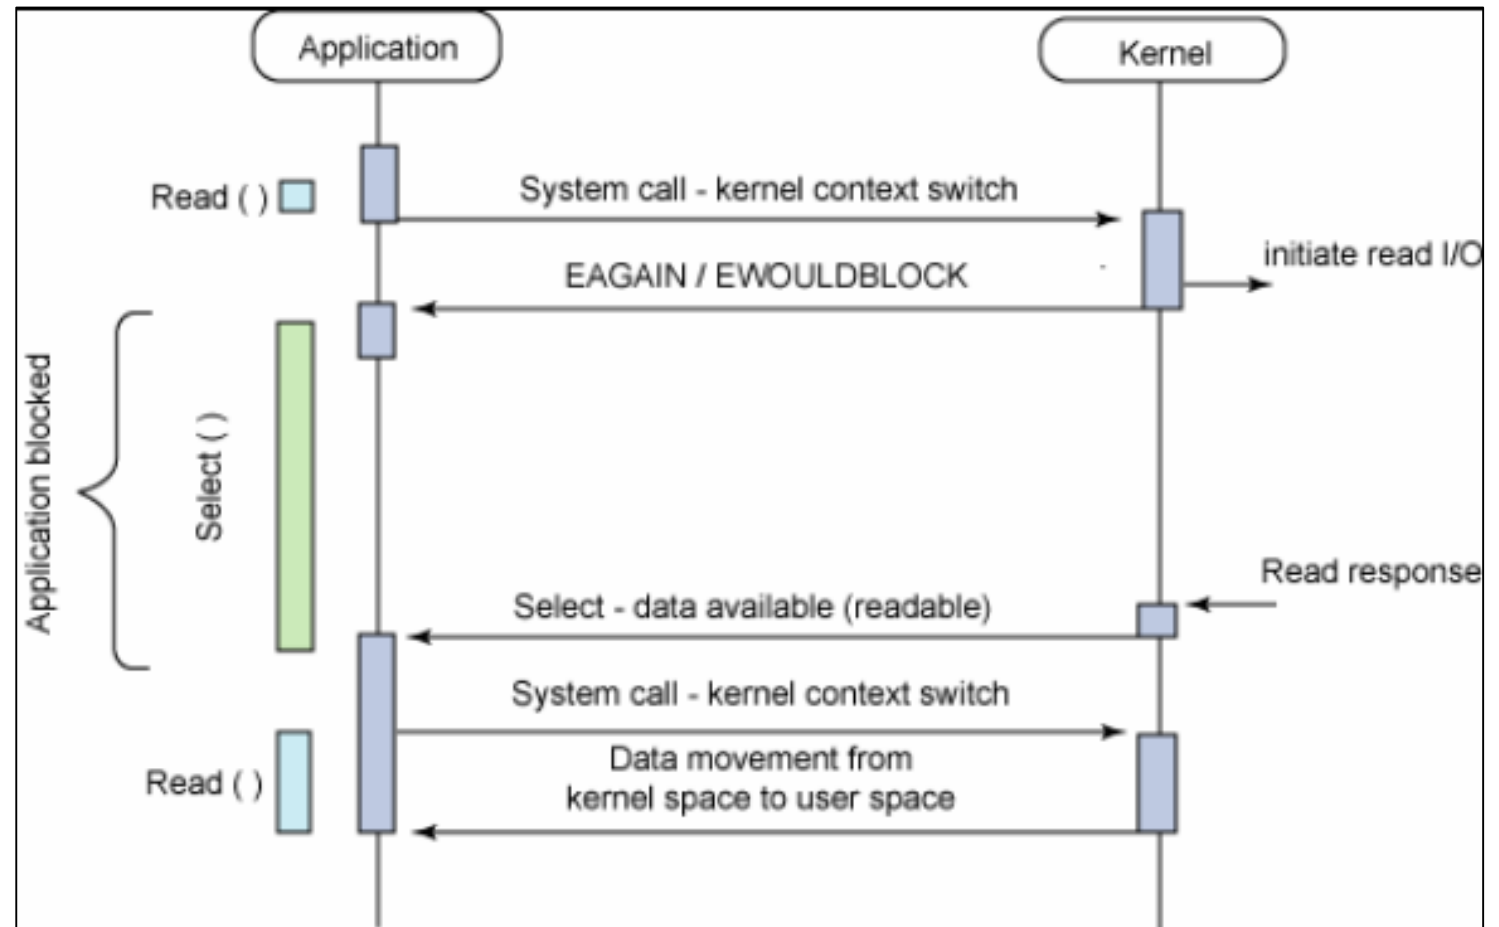 Application
Kernel
Read ( )
System call - kernel context switch
initiate read I/O
EAGAIN / EWOULDBLOCK
Application blocked
Select ( )
Read response
Select - data available (readable)
System call - kernel context switch
Read ( )
Data movement from
kernel space to user space